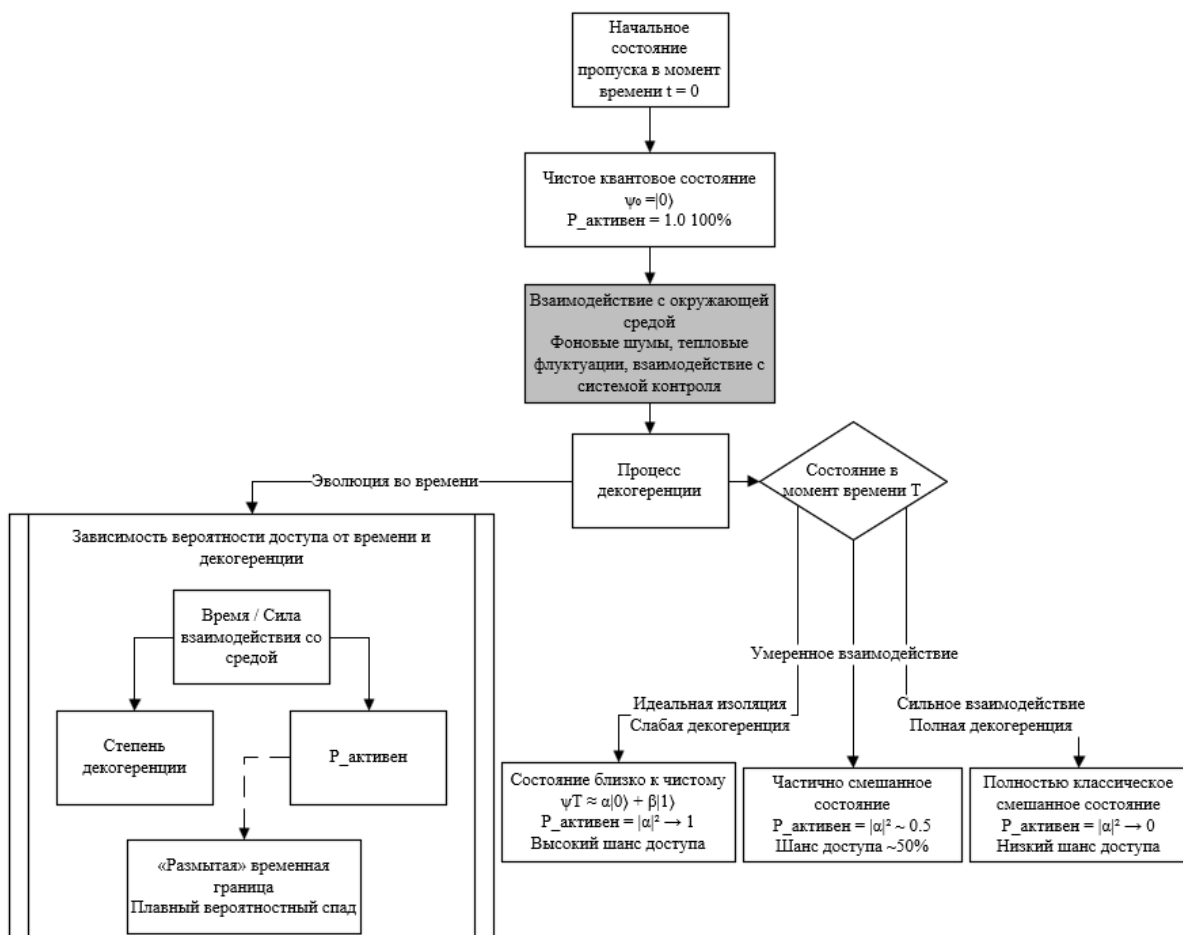 Начальное
состояние
пропуска в момент
времени t = 0
Чистое квантовое состояние
ψ₀ =|0⟩
P_активен = 1.0 100%
Взаимодействие с окружающей
средой
Фоновые шумы, тепловые
флуктуации, взаимодействие с
системой контроля
Процесс
декогеренции
Состояние в
момент времени T
Эволюция во времени
Зависимость вероятности доступа от времени и
декогеренции
Время / Сила
взаимодействия со
средой
Степень
декогеренции
P_активен
«Размытая» временная
граница
Плавный вероятностный спад
Умеренное взаимодействие
Идеальная изоляция
Слабая декогеренция
Сильное взаимодействие
Полная декогеренция
Состояние близко к чистому
ψT ≈ α|0⟩ + β|1⟩
P_активен = |α|² → 1
Высокий шанс доступа
Частично смешанное
состояние
P_активен = |α|² ~ 0.5
Шанс доступа ~50%
Полностью классическое
смешанное состояние
P_активен = |α|² → 0
Низкий шанс доступа